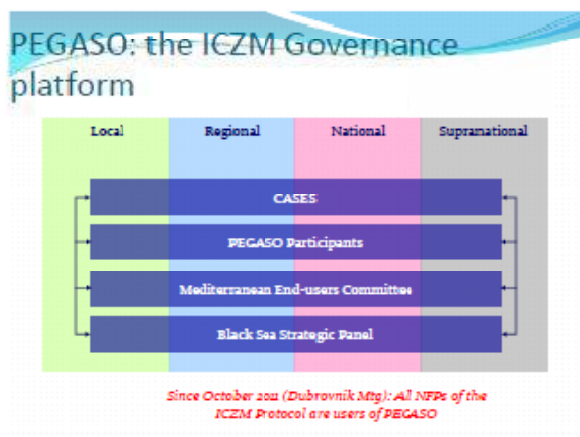 PEGASO: the ICZM Governance
platform
Local Regional National Supranational
CASES
PEGASO Participants
Mediterranean End-users Committee
Black Sea Strategic Panel
Since October 2011 (Dubrovnik Mtg): All NFPs of the
ICZM Protocol are users of PEGASO